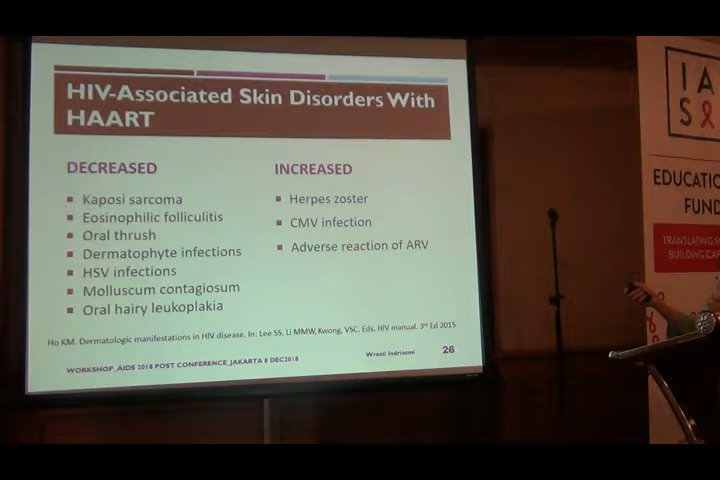 HIV-Associated Skin Disorders With
HAART
DECREASED
Kaposi sarcoma
Eosinophilic folliculitis
Oral thrush
Dermatophyte infections
HSV infections
Molluscum contagiosum
Oral hairy leukoplakia
INCREASED
Herpes zoster
CMV infection
Adverse reaction of ARV
Ho KM. Dermatologic manifestations in HIV disease. In: Lee SS. Li MMW, Kwong, VSC. Eds. HIV manual. 3rd Ed 2015
WORKSHOP_AIDS 2018 POST CONFERENCE_JAKARTA 8 DEC2018
Wresti Indriatmi
26
I A
S
EDUCATIO
FUND
TRANSLATING S
BUILDING CAP